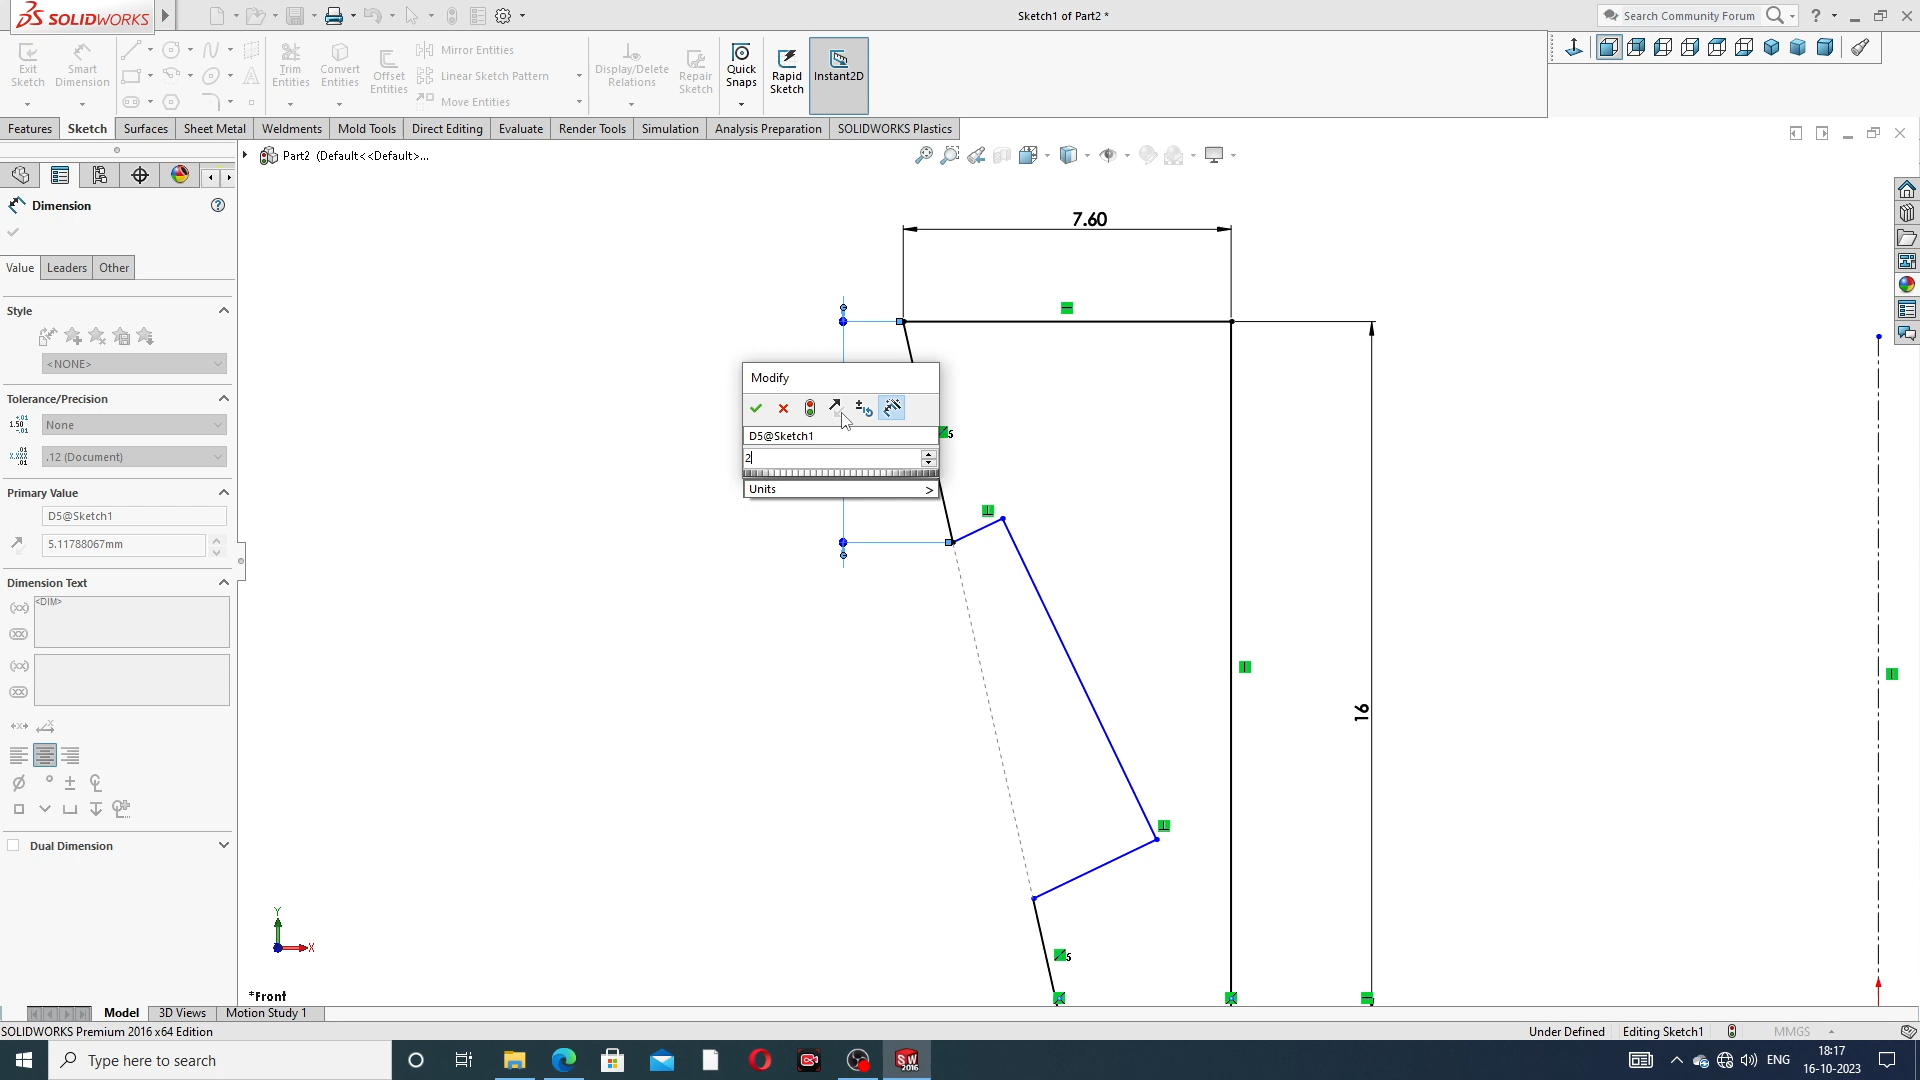 SOLIDWORKS
Sketch1 of Part2 *
Search Community Forum
Exit Sketch
Smart Dimension
Trim Entities
Convert Entities
Offset Entities
Mirror Entities
Linear Sketch Pattern
Move Entities
Display/Delete Relations
Repair Sketch
Quick Snaps
Rapid Sketch
Instant2D
Features
Sketch
Surfaces
Sheet Metal
Weldments
Mold Tools
Direct Editing
Evaluate
Render Tools
Simulation
Analysis Preparation
SOLIDWORKS Plastics
Part2 (Default<<Default>...
Dimension
Value
Leaders
Other
Style
<NONE>
Tolerance/Precision
None
.12 (Document)
Primary Value
D5@Sketch1
5.11788067mm
Dimension Text
<DIM>
Dual Dimension
7.60
Modify
D5@Sketch1
2
Units >
5
16
5
Y
X
*Front
Model
3D Views
Motion Study 1
SOLIDWORKS Premium 2016 x64 Edition
Under Defined
Editing Sketch1
MMGS
Type here to search
ENG
18:17
16-10-2023